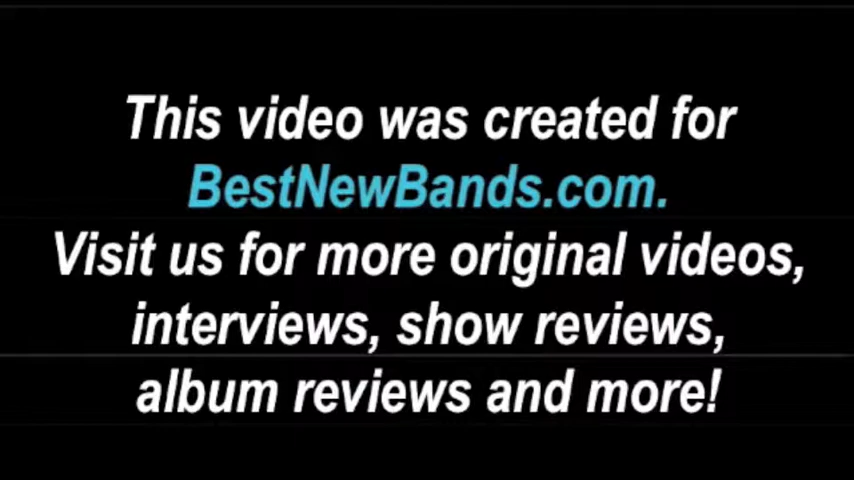 This video was created for
BestNewBands.com.
Visit us for more original videos,
interviews, show reviews,
album reviews and more!